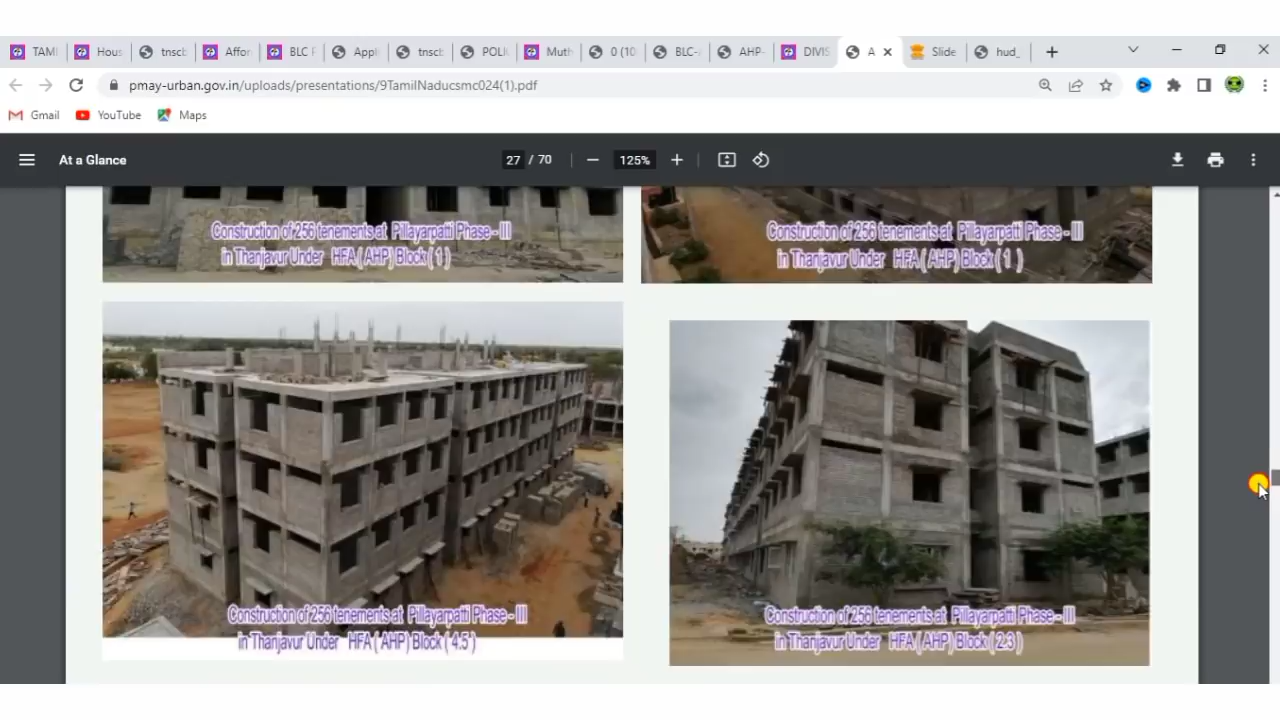 TAMI
Hous
tnscb
Affor
BLC F
Appli
tnscb
POLI
Muth
0 (10
BLC-
AHP-
DIVIS
A
Slide
hud_
pmay-urban.gov.in/uploads/presentations/9TamilNaducsmc024(1).pdf
Gmail
YouTube
Maps
At a Glance
27 / 70
125%
Construction of 256 tenements at Pillayarpatti Phase - III
in Thanjavur Under HFA ( AHP) Block ( 1 )
Construction of 256 tenements at Pillayarpatti Phase - III
in Thanjavur Under HFA ( AHP) Block ( 1 )
Construction of 256 tenements at Pillayarpatti Phase - III
in Thanjavur Under HFA ( AHP) Block ( 4.5 )
Construction of 256 tenements at Pillayarpatti Phase - III
in Thanjavur Under HFA ( AHP) Block ( 2.3 )